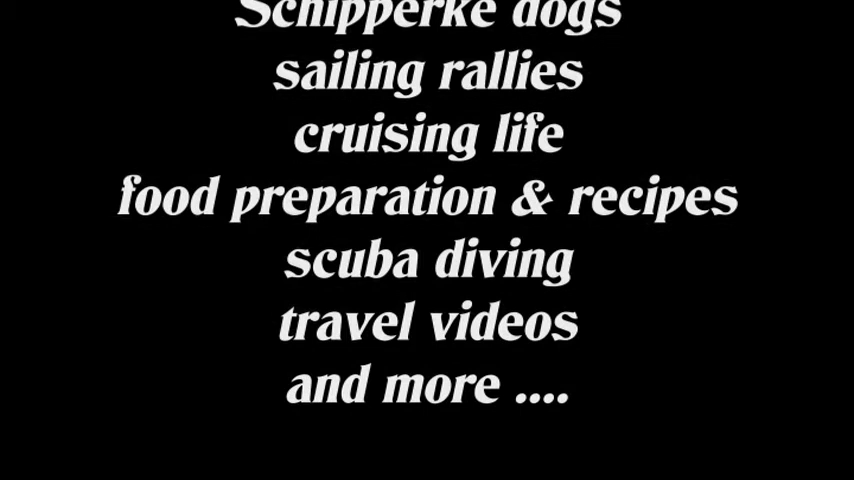 Schipperke dogs
sailing rallies
cruising life
food preparation & recipes
scuba diving
travel videos
and more ....